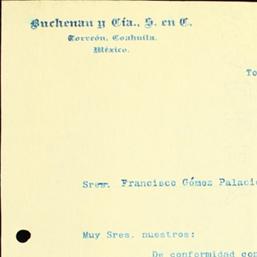 Buchenau y Cía., S. en C.
Torreón, Coahuila.
México.
To
Sres. Francisco Gómez Palacio
Muy Sres. nuestros:
De conformidad con